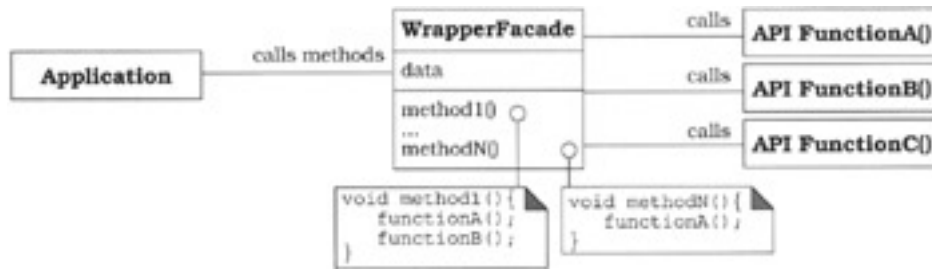 WrapperFacade
calls
API FunctionA()
calls methods
Application
data
calls
API FunctionB()
method1()
...
methodN()
calls
API FunctionC()
void method1(){
functionA();
functionB();
}
void methodN(){
functionA();
}